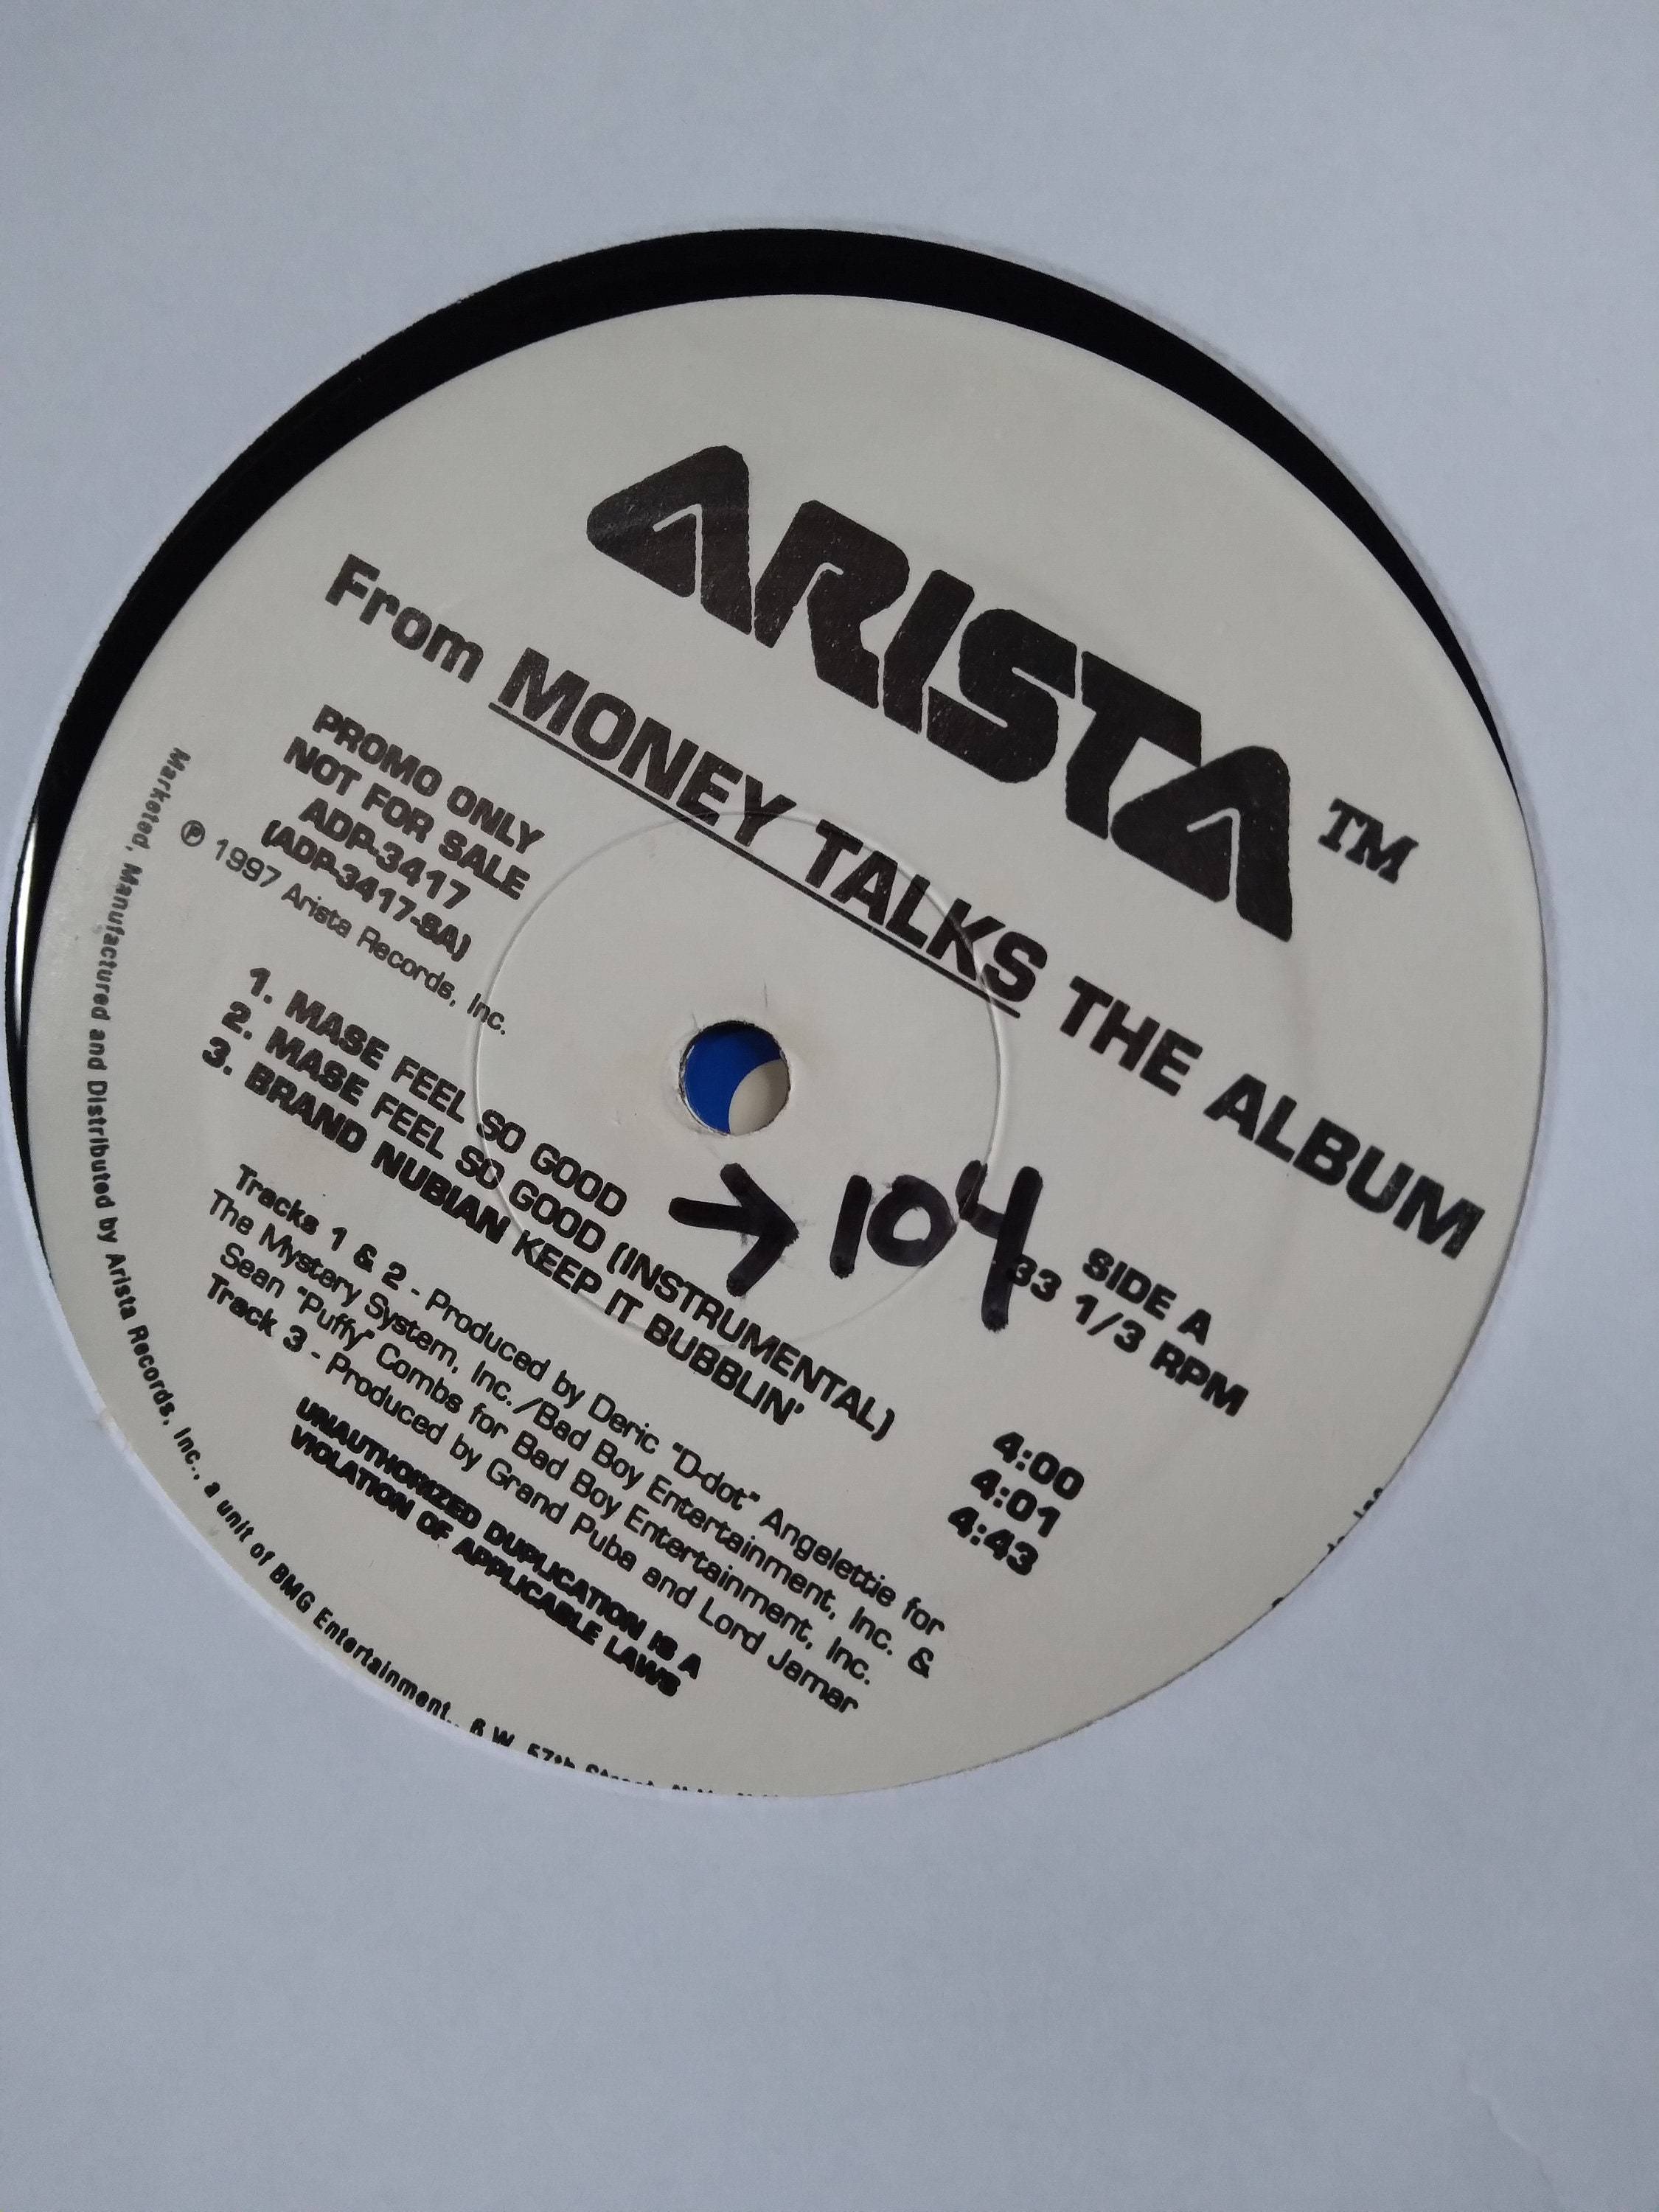 ARISTA™
From MONEY TALKS THE ALBUM
PROMO ONLY
NOT FOR SALE
ADP-3417
(ADP-3417-SA)
℗ 1997 Arista Records, Inc.
SIDE A
33 1/3 RPM
→ 104
1. MASE FEEL SO GOOD 4:00
2. MASE FEEL SO GOOD (INSTRUMENTAL) 4:01
3. BRAND NUBIAN KEEP IT BUBBLIN' 4:43
Tracks 1 & 2 - Produced by Deric "D-dot" Angelettie for
The Mystery System, Inc./Bad Boy Entertainment, Inc. &
Sean "Puffy" Combs for Bad Boy Entertainment, Inc.
Track 3 - Produced by Grand Puba and Lord Jamar
UNAUTHORIZED DUPLICATION IS A
VIOLATION OF APPLICABLE LAWS
Marketed, Manufactured and Distributed by Arista Records, Inc., a unit of BMG Entertainment, 6 W. 57th Street,